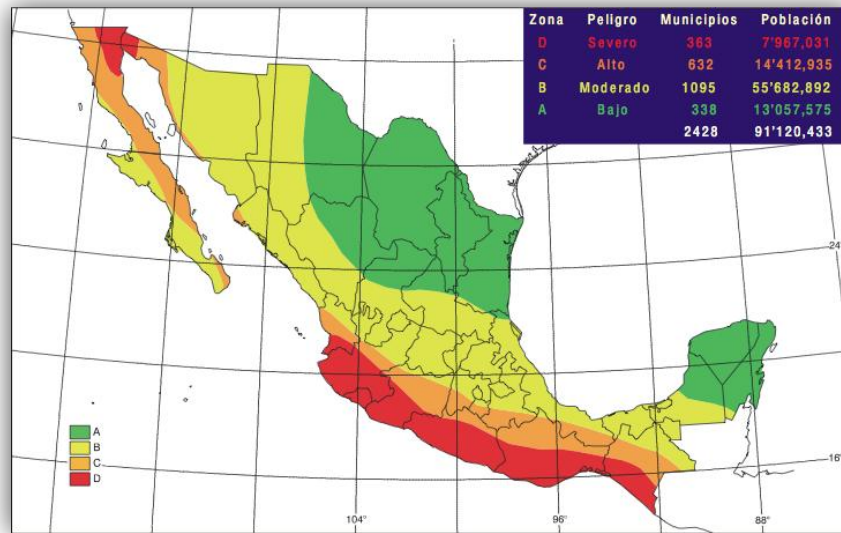 Zona Peligro Municipios Población
D Severo 363 7'967,031
C Alto 632 14'412,935
B Moderado 1095 55'682,892
A Bajo 338 13'057,575
2428 91'120,433
24°
A
B
C
D
16°
104° 96° 88°